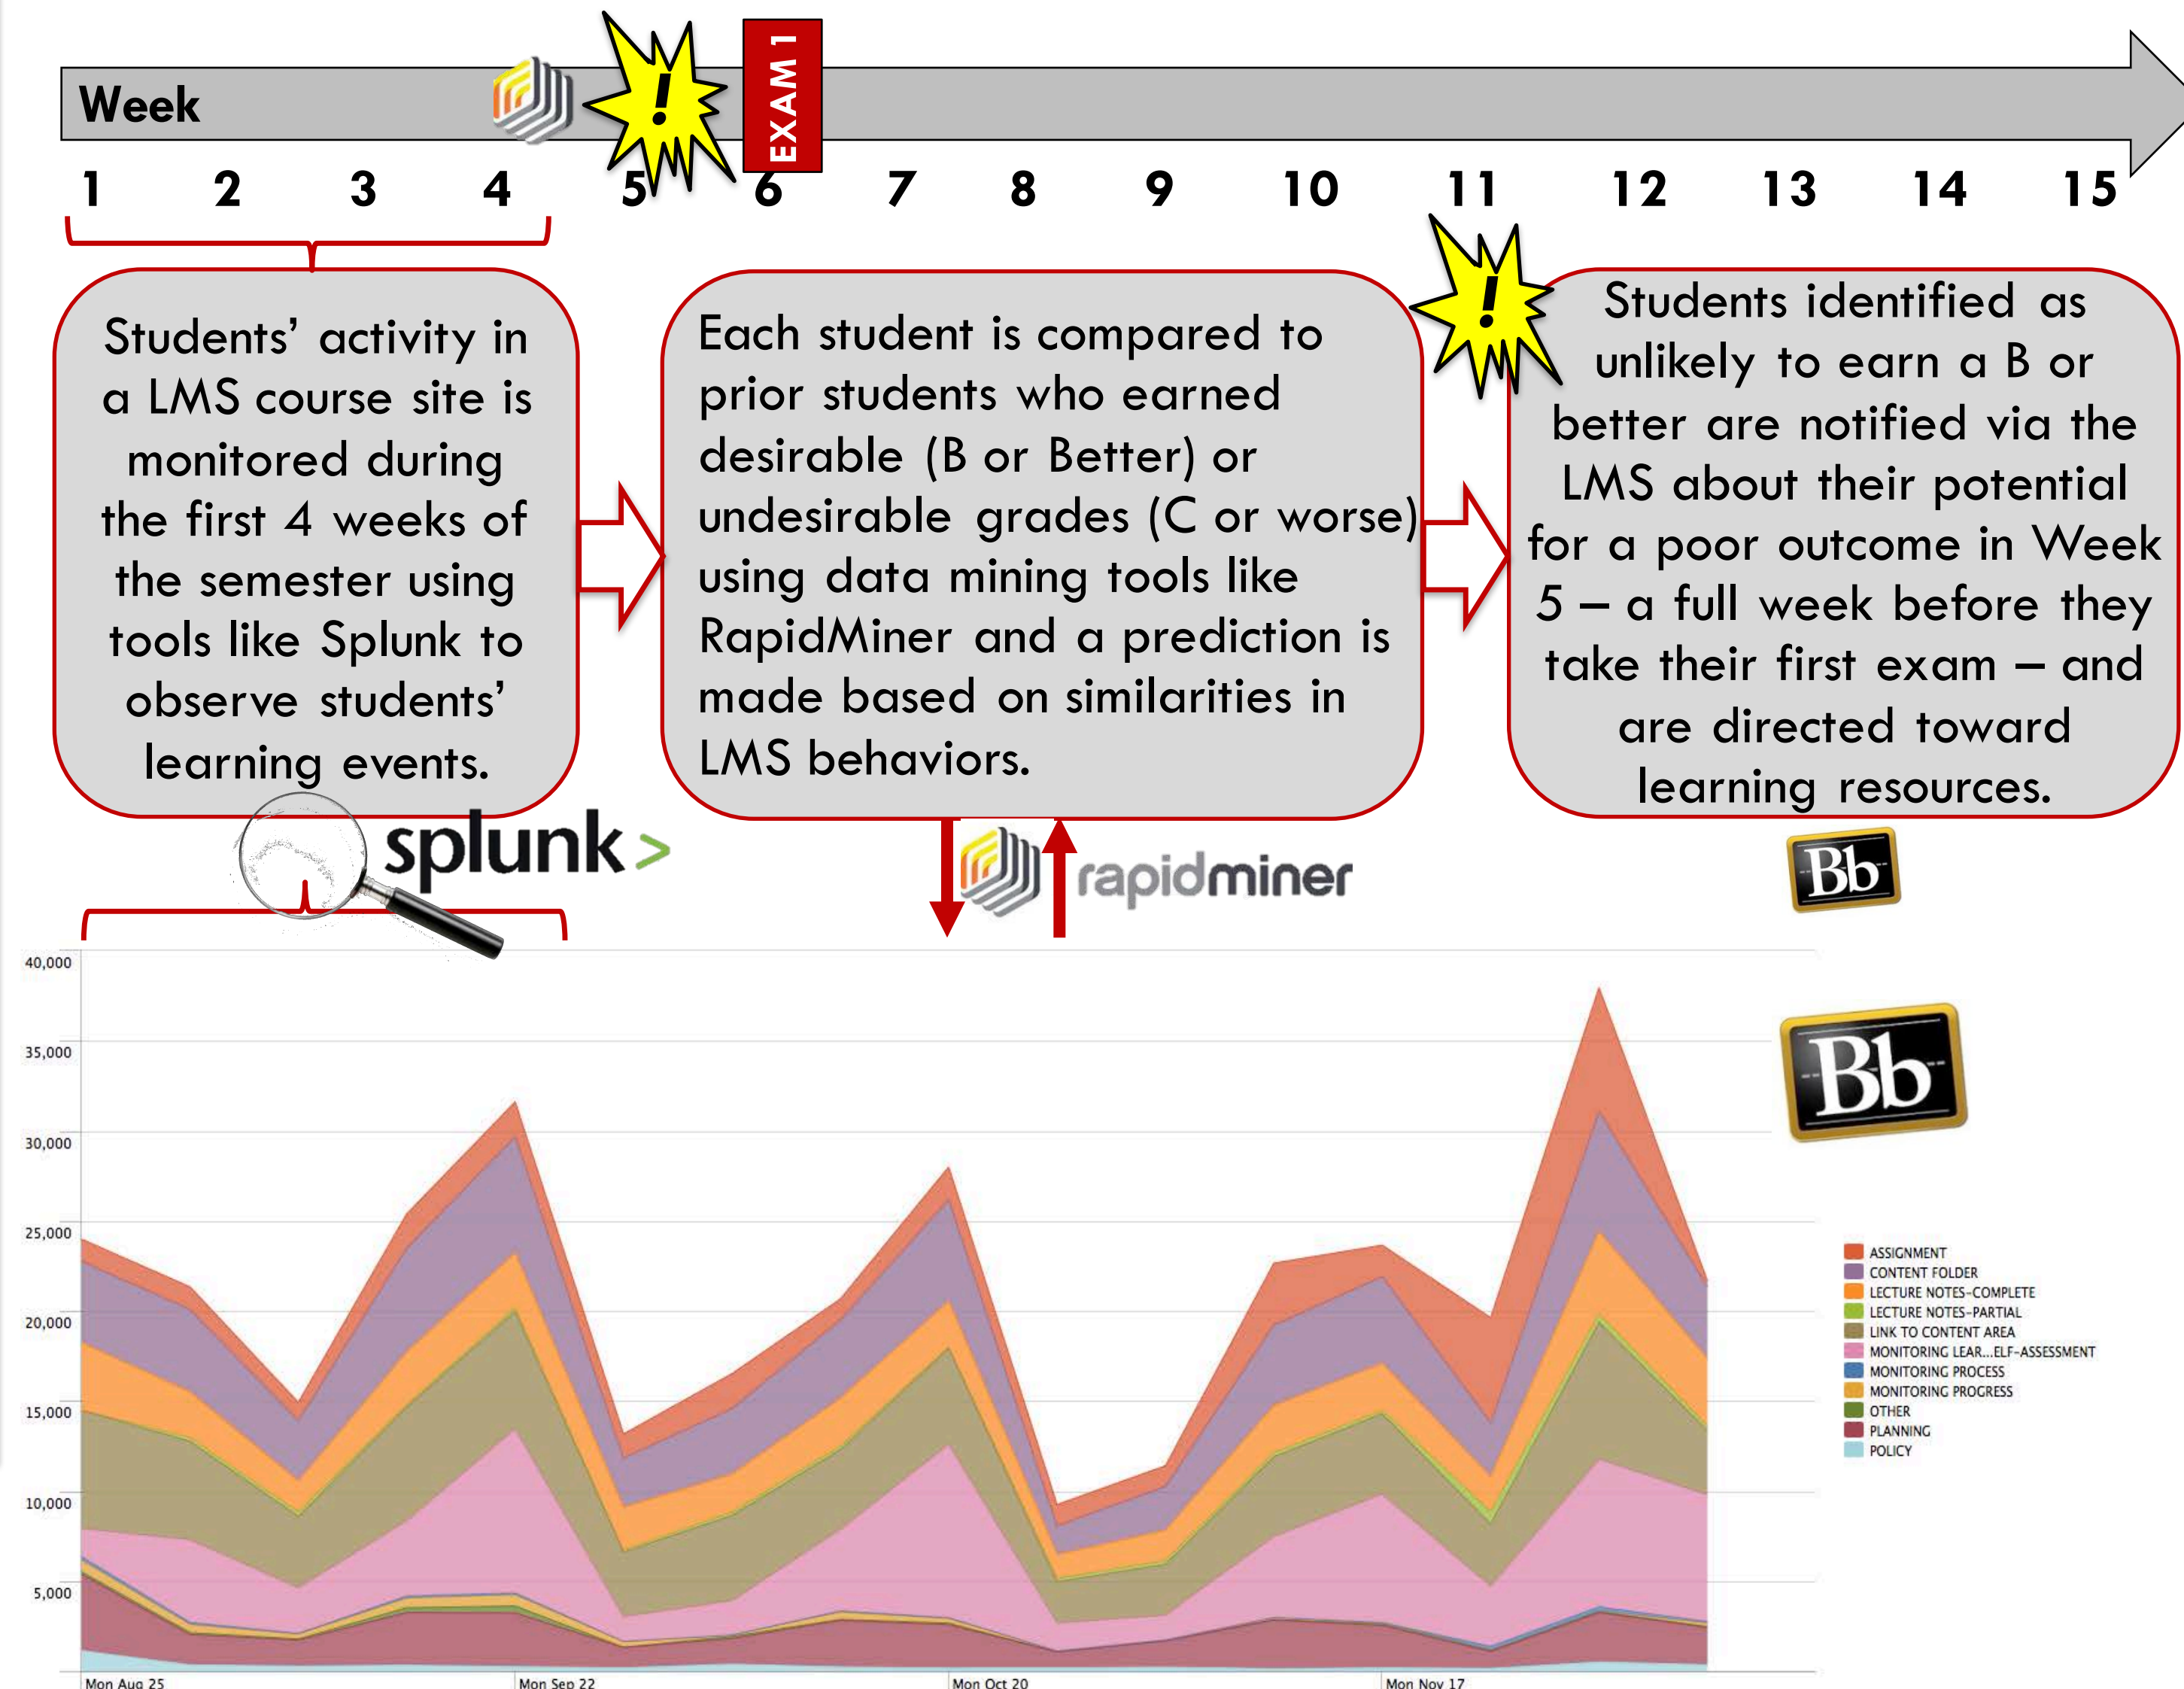 EXAM 1
Week
!
1 2 3 4 5 6 7 8 9 10 11 12 13 14 15
Students’ activity in
a LMS course site is
monitored during
the first 4 weeks of
the semester using
tools like Splunk to
observe students’
learning events.
Each student is compared to
prior students who earned
desirable (B or Better) or
undesirable grades (C or worse)
using data mining tools like
RapidMiner and a prediction is
made based on similarities in
LMS behaviors.
!
Students identified as
unlikely to earn a B or
better are notified via the
LMS about their potential
for a poor outcome in Week
5 – a full week before they
take their first exam – and
are directed toward
learning resources.
splunk>
rapidminer
Bb
Bb
40,000
35,000
30,000
25,000
20,000
15,000
10,000
5,000
Mon Aug 25
Mon Sep 22
Mon Oct 20
Mon Nov 17
ASSIGNMENT
CONTENT FOLDER
LECTURE NOTES-COMPLETE
LECTURE NOTES-PARTIAL
LINK TO CONTENT AREA
MONITORING LEAR...ELF-ASSESSMENT
MONITORING PROCESS
MONITORING PROGRESS
OTHER
PLANNING
POLICY